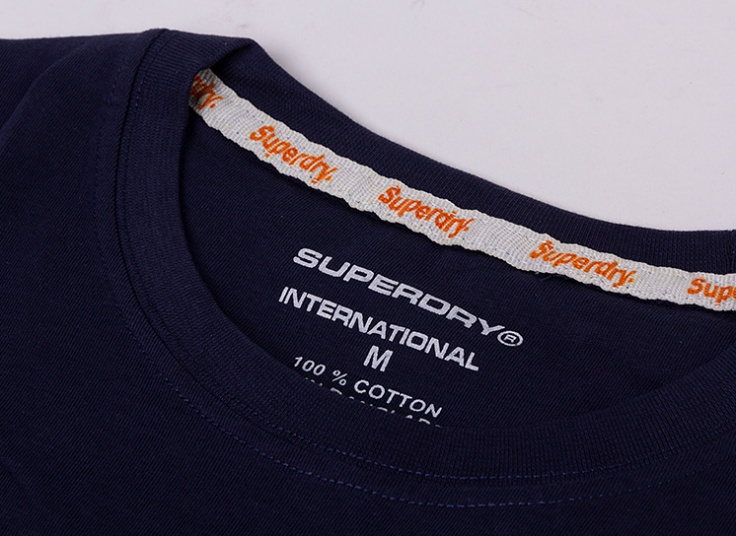 Superdry.
Superdry.
Superdry.
SUPERDRY®
INTERNATIONAL
M
100 % COTTON